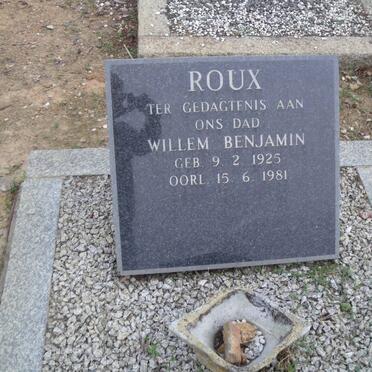 ROUX
TER GEDAGTENIS AAN
ONS DAD
WILLEM BENJAMIN
GEB. 9. 2. 1925
OORL. 15. 6. 1981